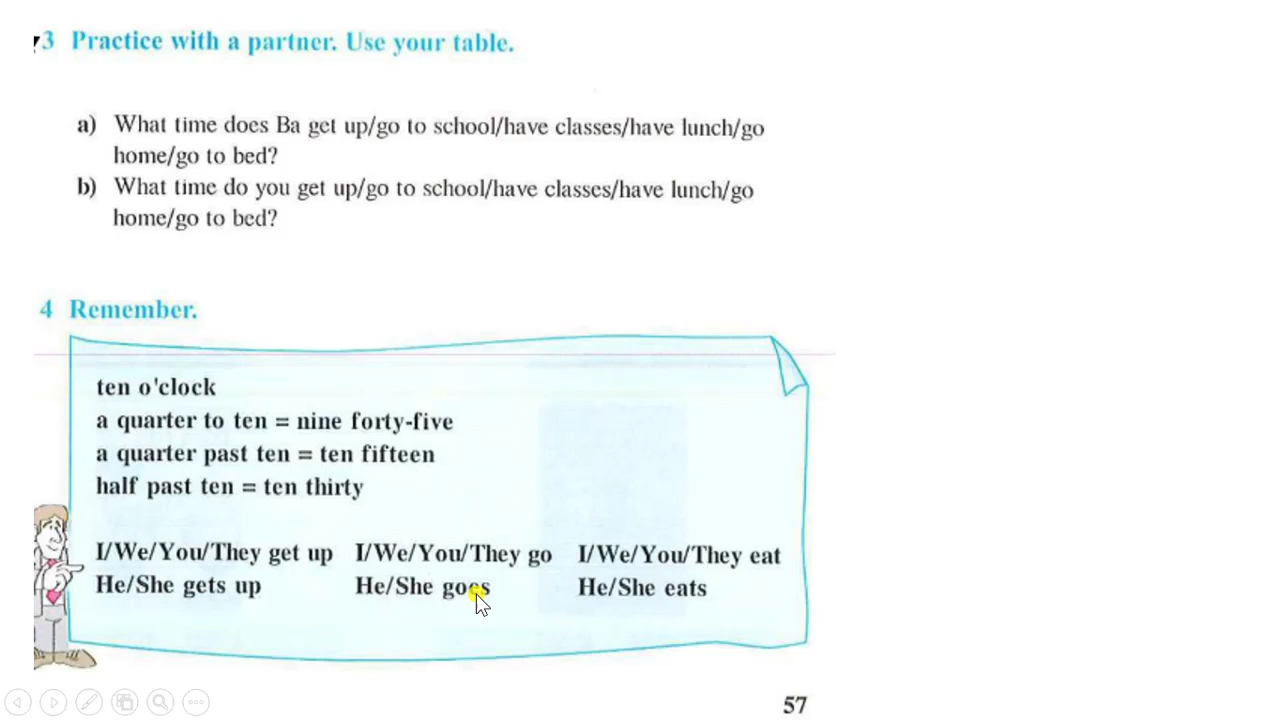 3 Practice with a partner. Use your table.
a) What time does Ba get up/go to school/have classes/have lunch/go
home/go to bed?
b) What time do you get up/go to school/have classes/have lunch/go
home/go to bed?
4 Remember.
ten o'clock
a quarter to ten = nine forty-five
a quarter past ten = ten fifteen
half past ten = ten thirty
I/We/You/They get up I/We/You/They go I/We/You/They eat
He/She gets up He/She goes He/She eats
57